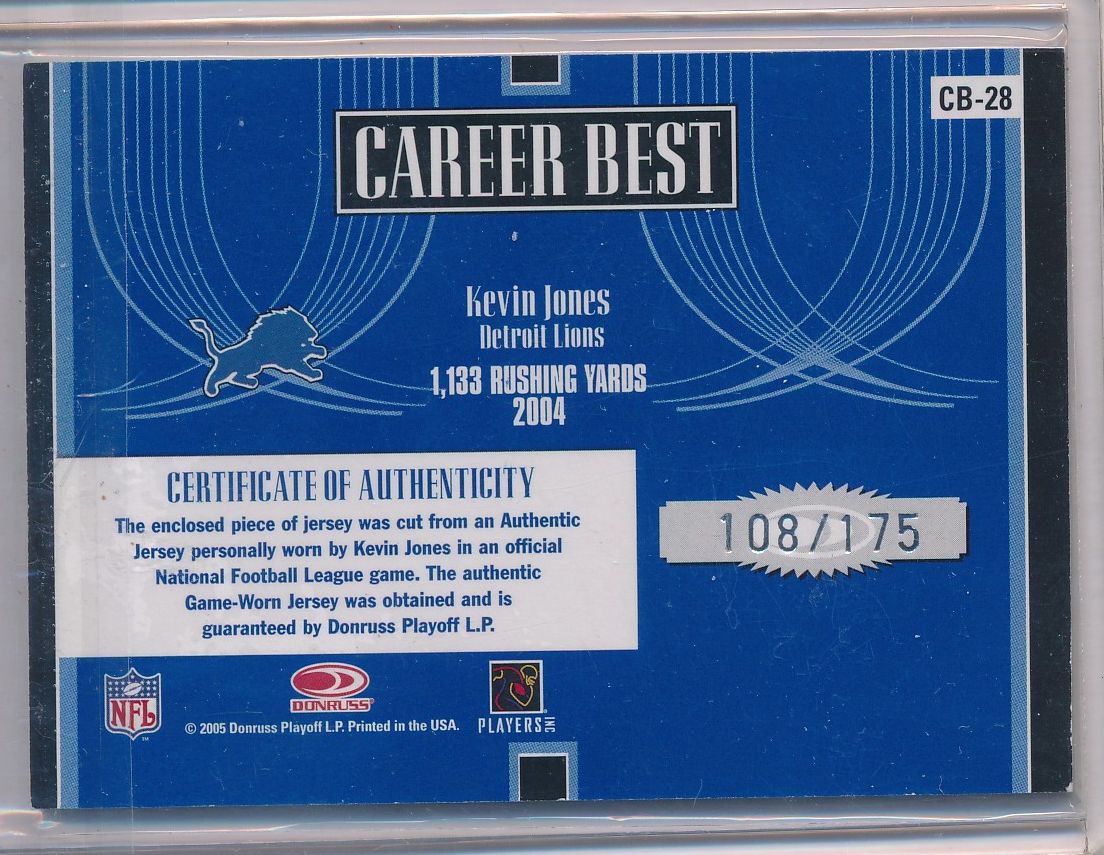 CB-28
CAREER BEST
Kevin Jones
Detroit Lions
1,133 RUSHING YARDS
2004
CERTIFICATE OF AUTHENTICITY
The enclosed piece of jersey was cut from an Authentic
Jersey personally worn by Kevin Jones in an official
National Football League game. The authentic
Game-Worn Jersey was obtained and is
guaranteed by Donruss Playoff L.P.
108/175
NFL
TM
DONRUSS®
© 2005 Donruss Playoff L.P. Printed in the USA.
PLAYERS INC